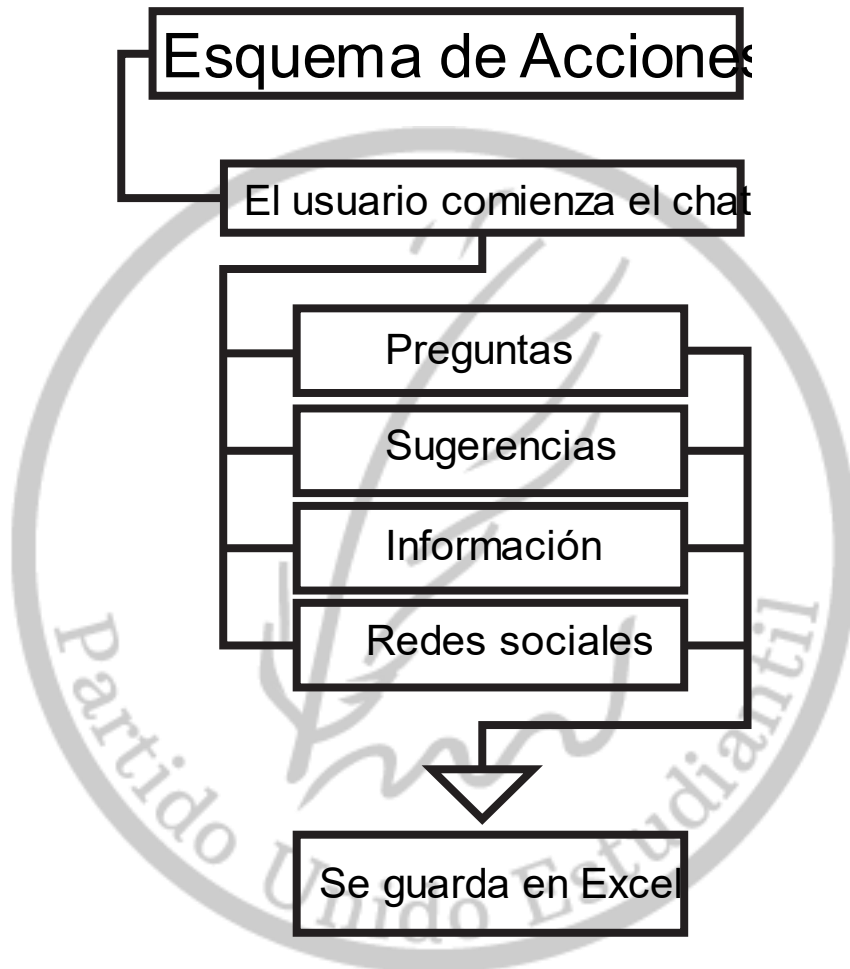 Esquema de Acciones
El usuario comienza el chat
Preguntas
Sugerencias
Información
Redes sociales
Se guarda en Excel
Partido Unido Estudiantil